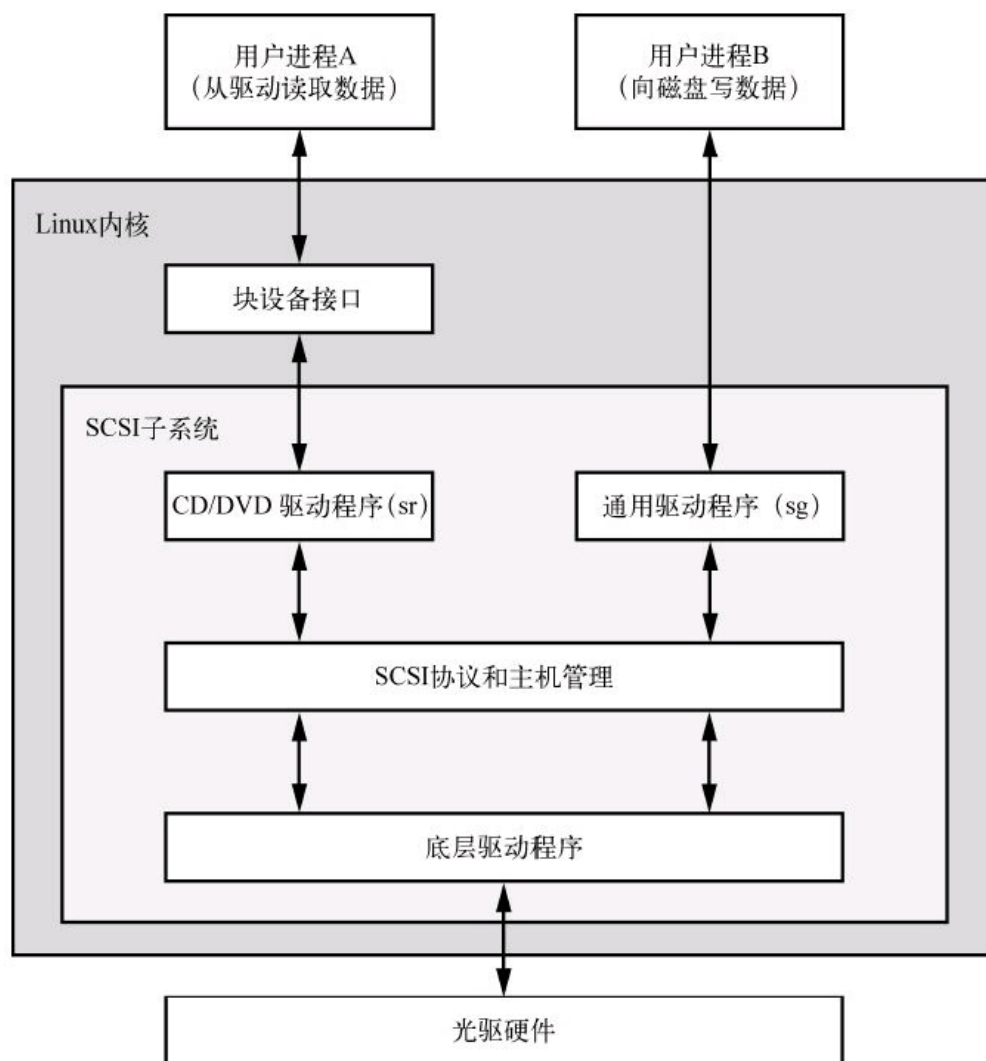 用户进程A
（从驱动读取数据）
用户进程B
（向磁盘写数据）
Linux内核
块设备接口
SCSI子系统
CD/DVD 驱动程序（sr）
通用驱动程序（sg）
SCSI协议和主机管理
底层驱动程序
光驱硬件